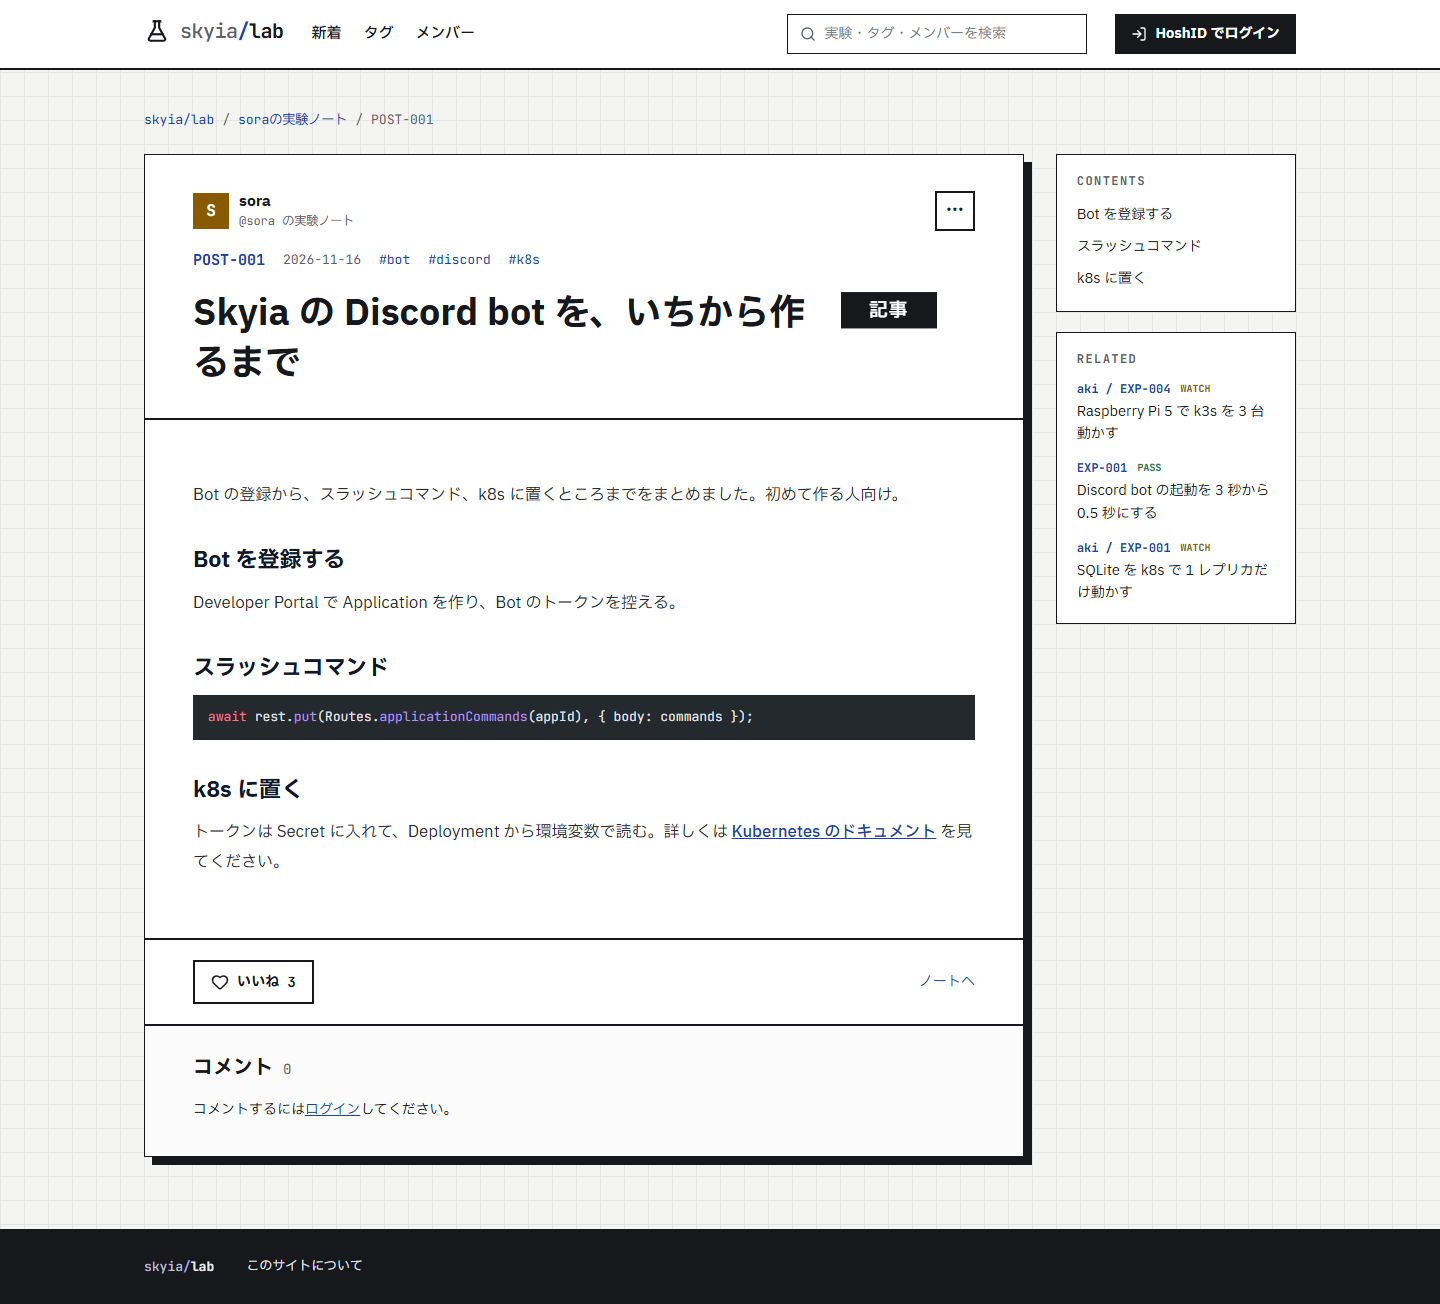 skyia/lab 新着 タグ メンバー 実験・タグ・メンバーを検索 HoshID でログイン
skyia/lab / soraの実験ノート / POST-001
S sora
@sora の実験ノート
POST-001 2026-11-16 #bot #discord #k8s
Skyia の Discord bot を、いちから作
るまで
記事
Bot の登録から、スラッシュコマンド、k8s に置くところまでをまとめました。初めて作る人向け。
Bot を登録する
Developer Portal で Application を作り、Bot のトークンを控える。
スラッシュコマンド
await rest.put(Routes.applicationCommands(appId), { body: commands });
k8s に置く
トークンは Secret に入れて、Deployment から環境変数で読む。詳しくは Kubernetes のドキュメント を見
てください。
いいね 3 ノートへ
コメント 0
コメントするにはログインしてください。
CONTENTS
Bot を登録する
スラッシュコマンド
k8s に置く
RELATED
aki / EXP-004 WATCH
Raspberry Pi 5 で k3s を 3 台
動かす
EXP-001 PASS
Discord bot の起動を 3 秒から
0.5 秒にする
aki / EXP-001 WATCH
SQLite を k8s で 1 レプリカだ
け動かす
skyia/lab このサイトについて